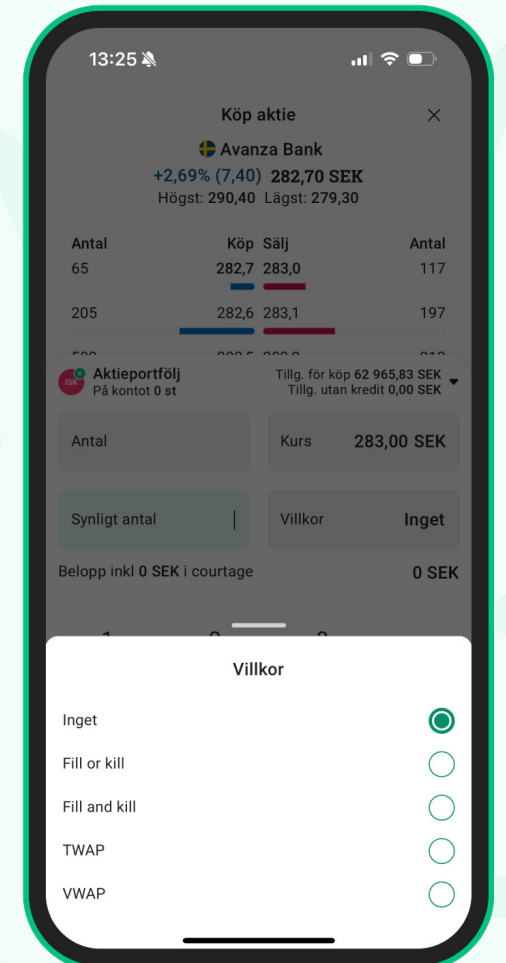 13:25
Köp aktie
Avanza Bank
+2,69% (7,40) 282,70 SEK
Högst: 290,40 Lägst: 279,30
Antal Köp Sälj Antal
65 282,7 283,0 117
205 282,6 283,1 197
ISK K Aktieportfölj Tillg. för köp 62 965,83 SEK
På kontot 0 st Tillg. utan kredit 0,00 SEK
Antal Kurs 283,00 SEK
Synligt antal Villkor Inget
Belopp inkl 0 SEK i courtage 0 SEK
Villkor
Inget
Fill or kill
Fill and kill
TWAP
VWAP